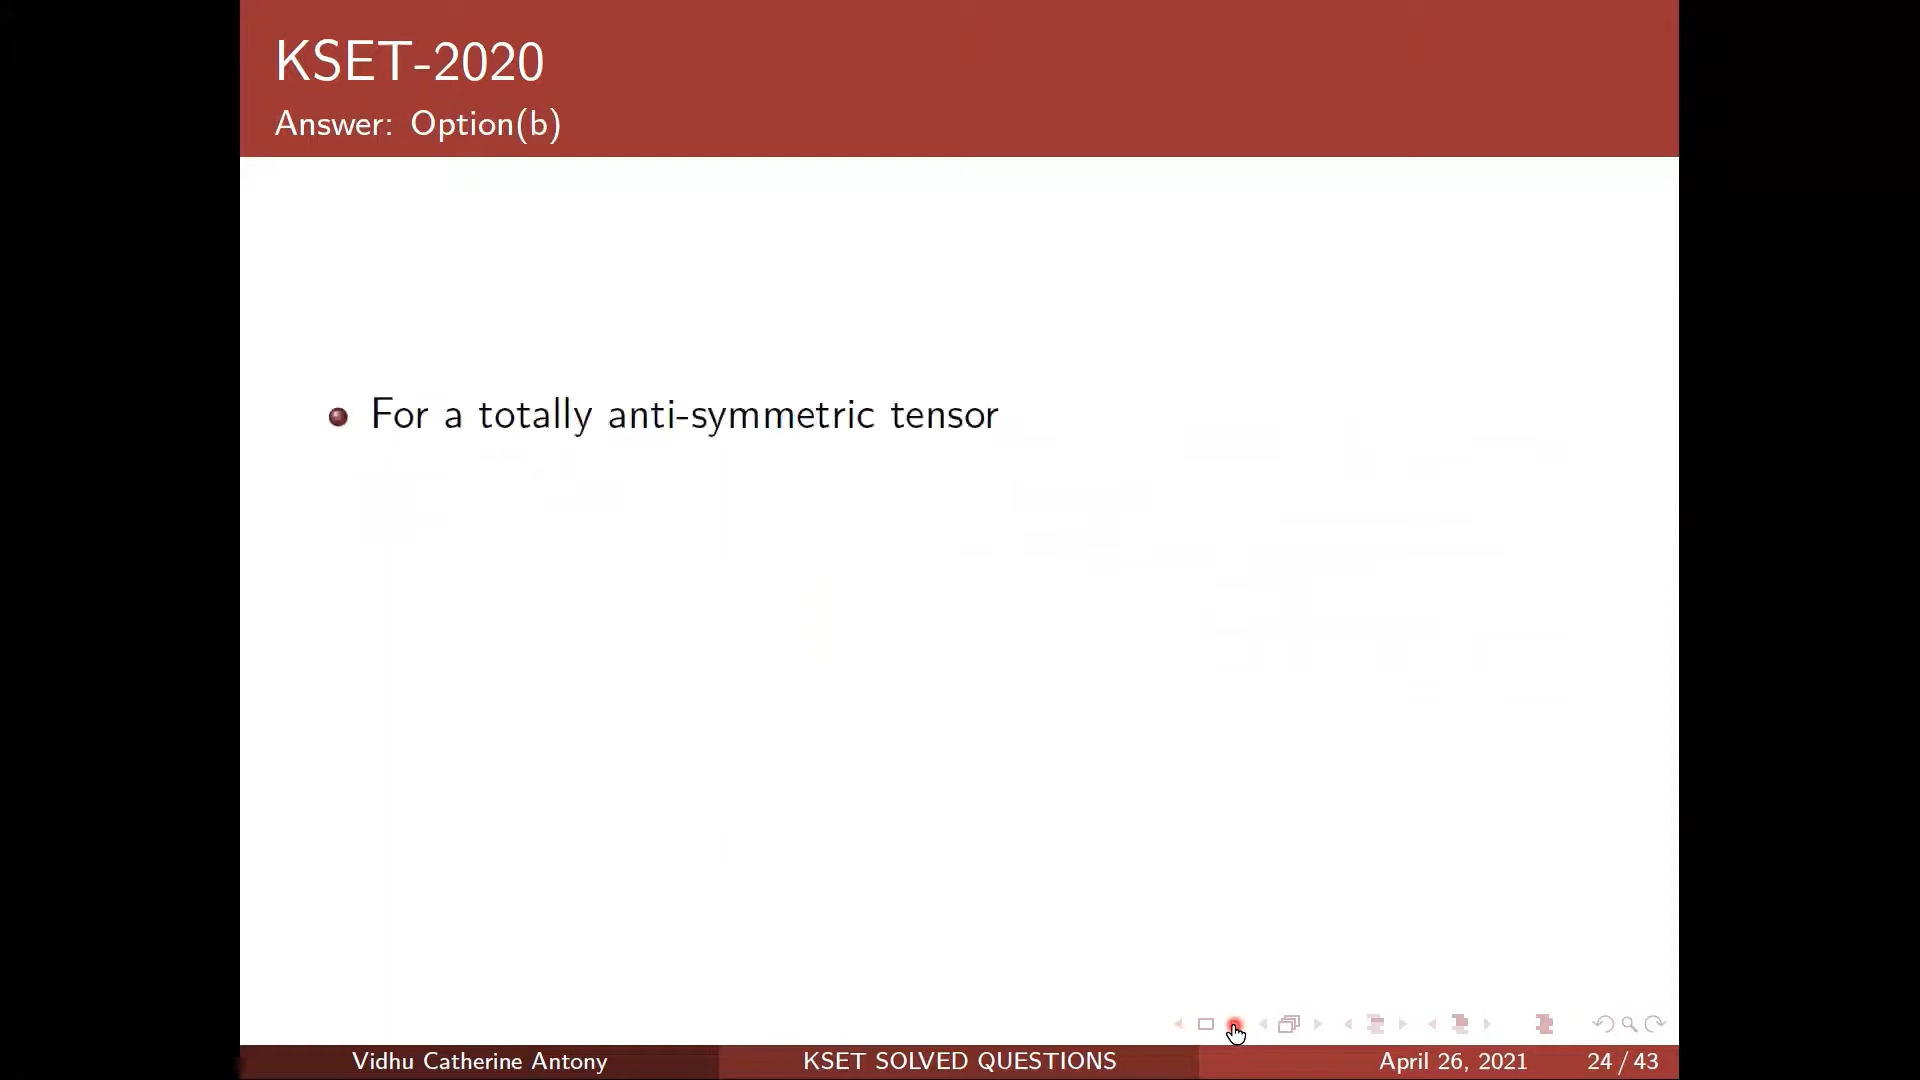 KSET-2020
Answer: Option(b)
For a totally anti-symmetric tensor
Vidhu Catherine Antony
KSET SOLVED QUESTIONS
April 26, 2021
24 / 43